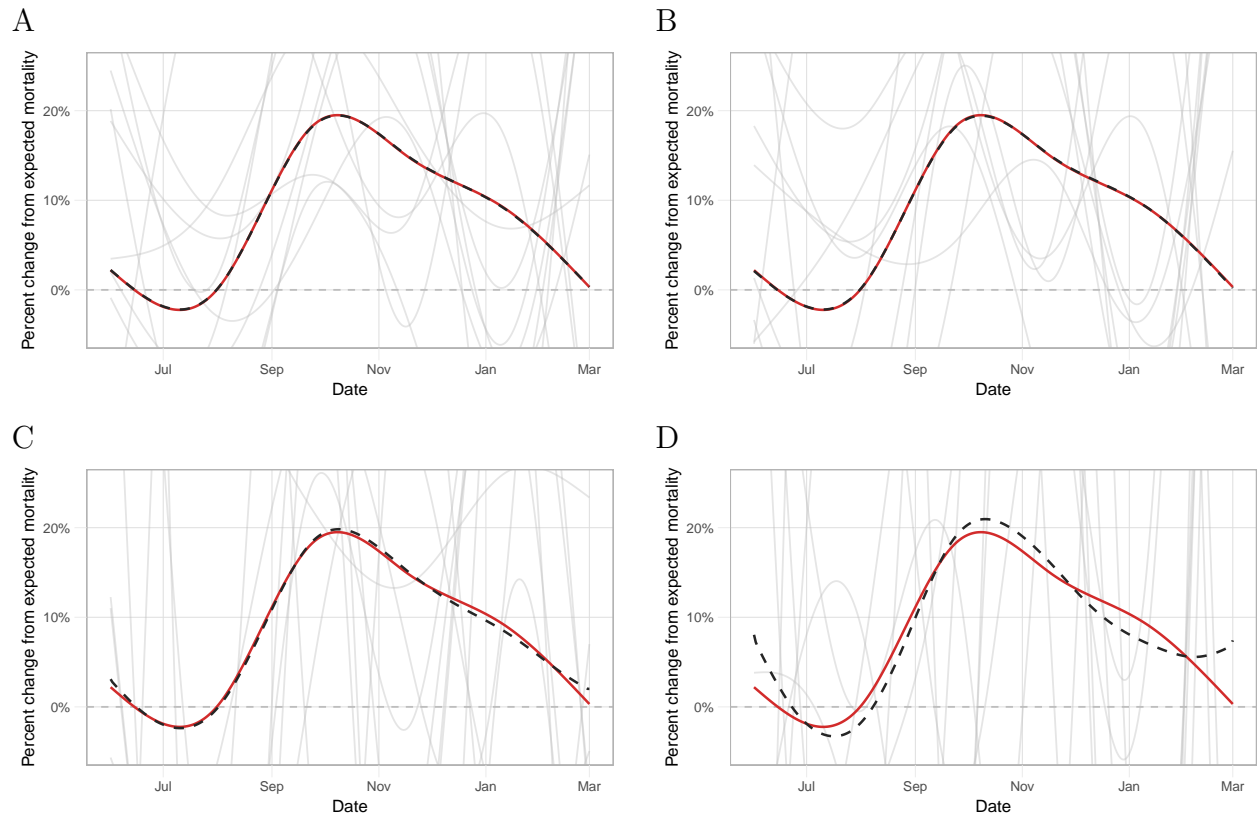 A
Percent change from expected mortality
20%
10%
0%
Jul Sep Nov Jan Mar
Date
B
Percent change from expected mortality
20%
10%
0%
Jul Sep Nov Jan Mar
Date
C
Percent change from expected mortality
20%
10%
0%
Jul Sep Nov Jan Mar
Date
D
Percent change from expected mortality
20%
10%
0%
Jul Sep Nov Jan Mar
Date